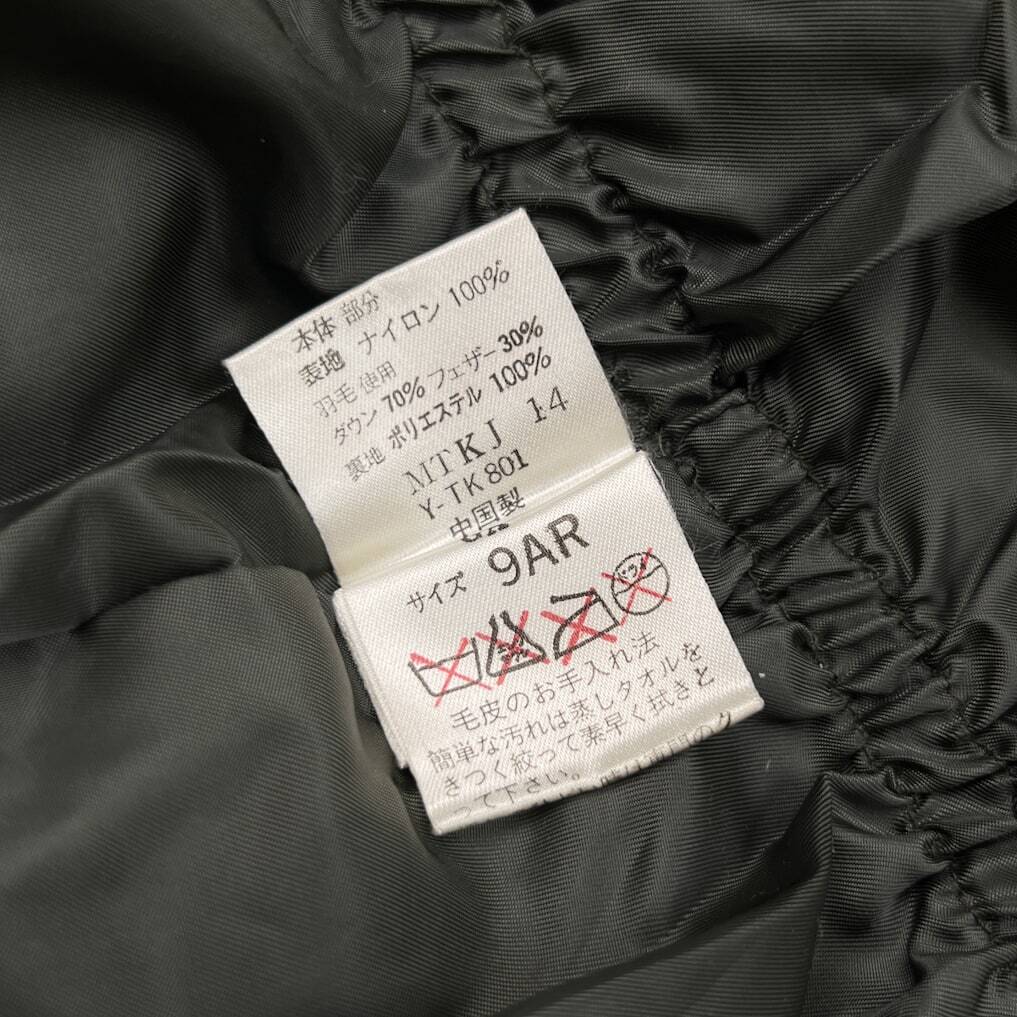 本体 部分
表地 ナイロン 100%
羽毛 使用
ダウン 70% フェザー 30%
裏地 ポリエステル 100%
MTKJ 14
Y-TK801
中国製
サイズ 9AR
ドライ
毛皮のお手入れ法
簡単な汚れは蒸しタオルを
きつく絞って素早く拭きと
って下さい。